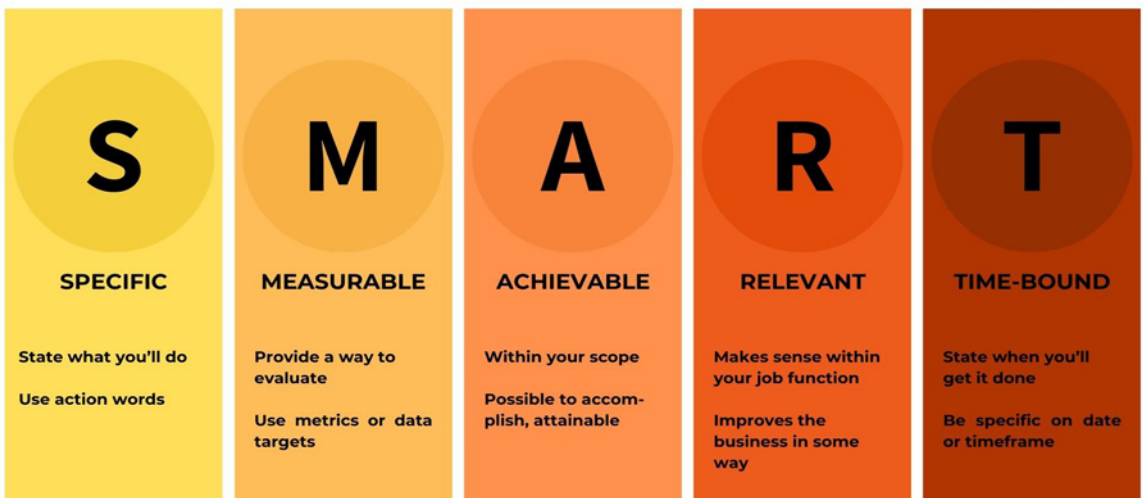 S
SPECIFIC
State what you'll do
Use action words
M
MEASURABLE
Provide a way to
evaluate
Use metrics or data
targets
A
ACHIEVABLE
Within your scope
Possible to accom-
plish, attainable
R
RELEVANT
Makes sense within
your job function
Improves the
business in some
way
T
TIME-BOUND
State when you'll
get it done
Be specific on date
or timeframe